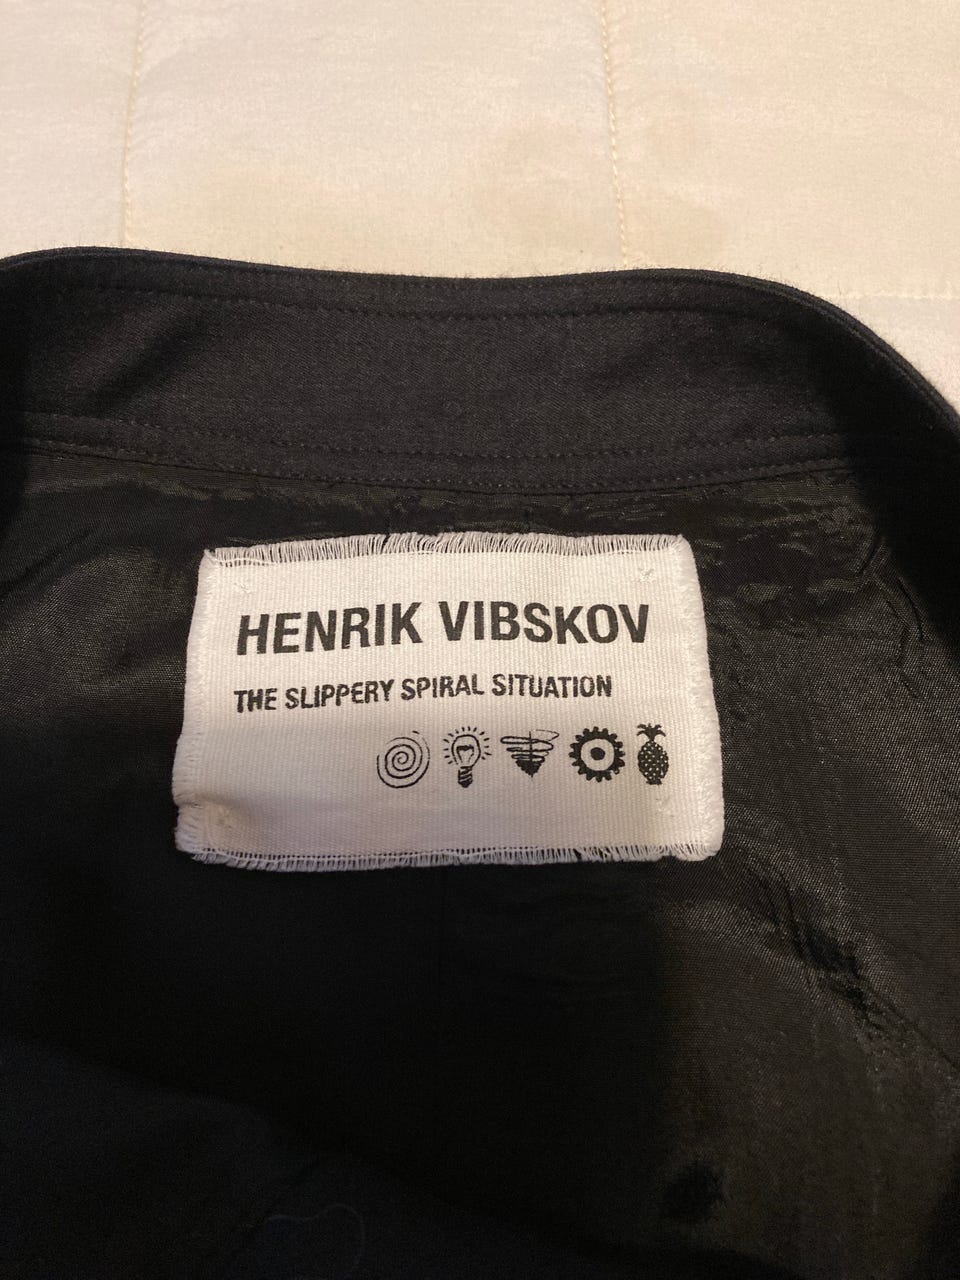 HENRIK VIBSKOV
THE SLIPPERY SPIRAL SITUATION